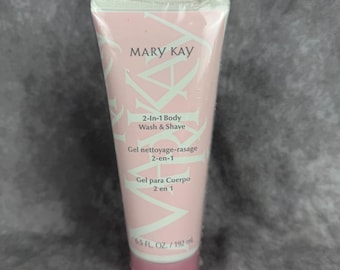 MARY KAY
2-In-1 Body
Wash & Shave
Gel nettoyage-rasage
2-en-1
Gel para Cuerpo
2 en 1
6.5 FL. OZ. / 192 mL